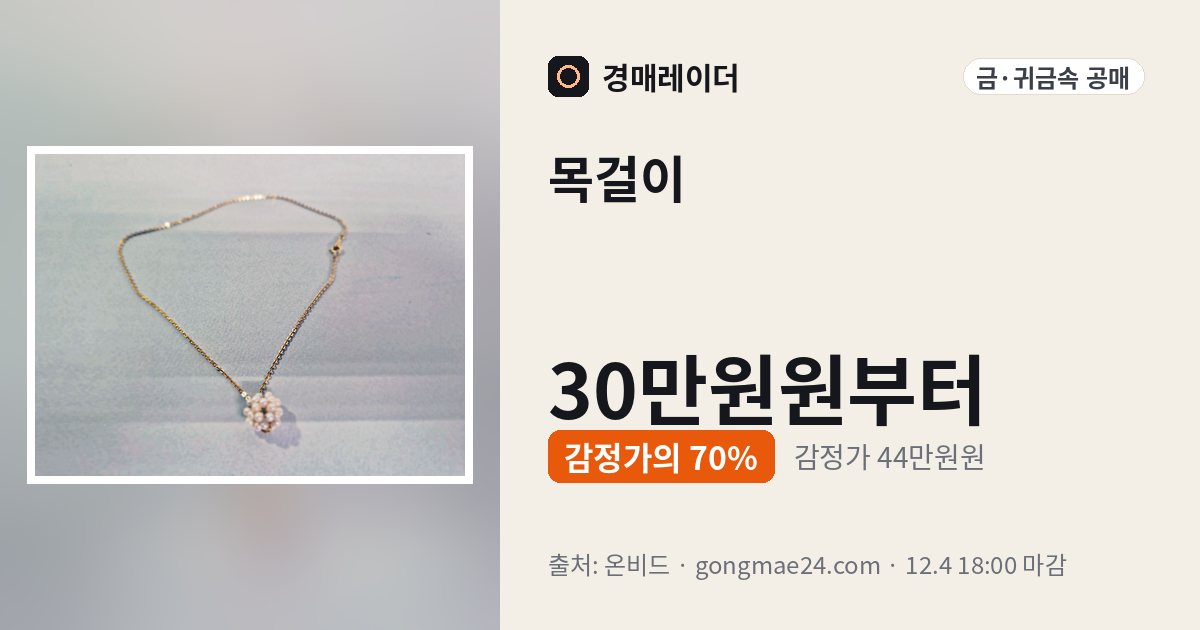 경매레이더
금·귀금속 공매
목걸이
30만원원부터
감정가의 70% 감정가 44만원원
출처: 온비드 · gongmae24.com · 12.4 18:00 마감